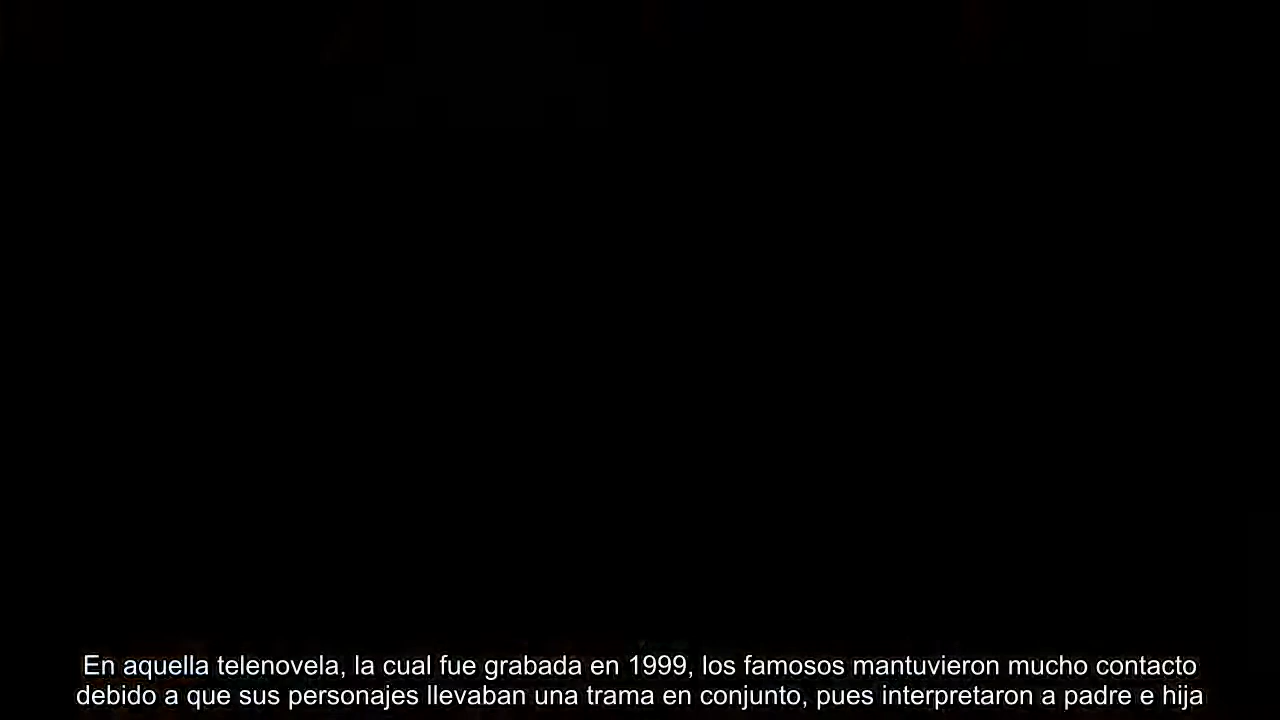 En aquella telenovela, la cual fue grabada en 1999, los famosos mantuvieron mucho contacto
debido a que sus personajes llevaban una trama en conjunto, pues interpretaron a padre e hija